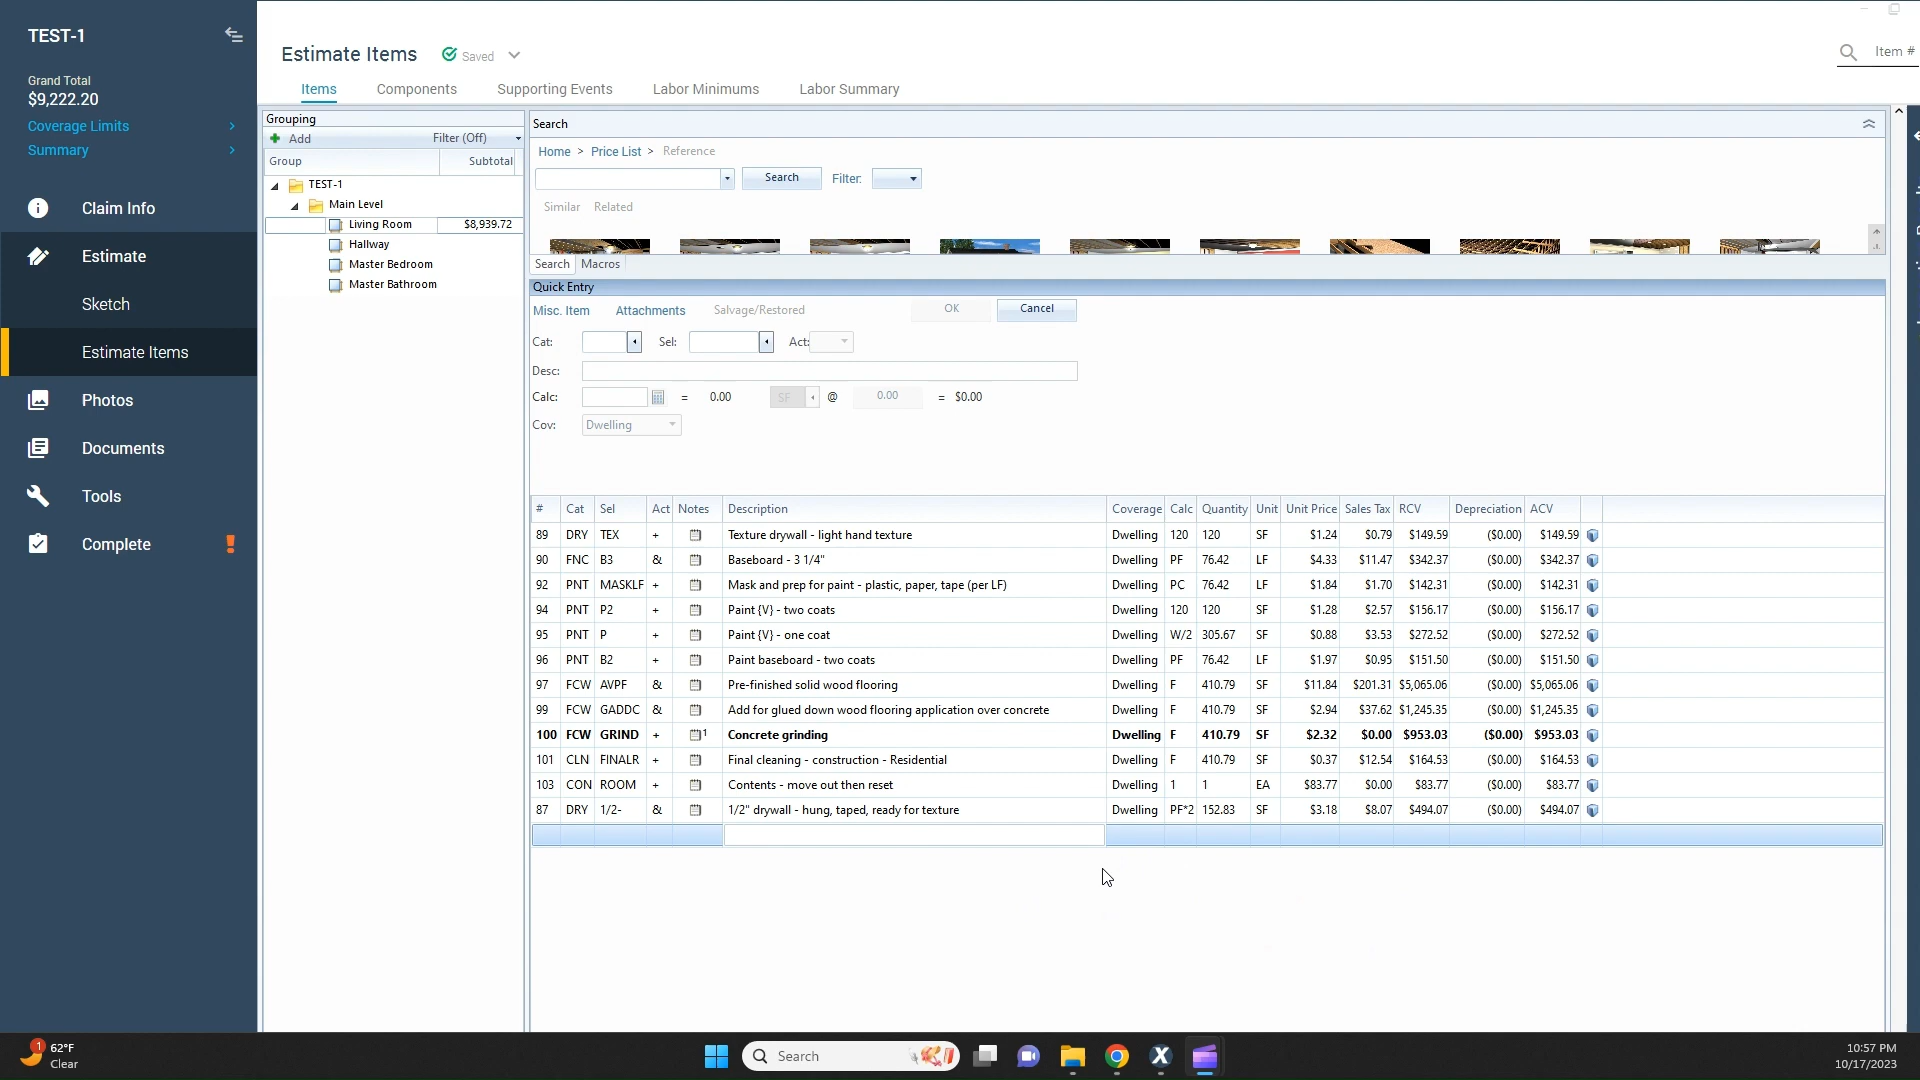 TEST-1
Grand Total
$9,222.20
Coverage Limits
Summary
Claim Info
Estimate
Sketch
Estimate Items
Photos
Documents
Tools
Complete
Estimate Items Saved
Item #
Items Components Supporting Events Labor Minimums Labor Summary
Grouping
Add Filter (Off)
Group Subtotal
TEST-1
Main Level
Living Room $8,939.72
Hallway
Master Bedroom
Master Bathroom
Search
Home > Price List > Reference
Search Filter:
Similar Related
Search Macros
Quick Entry
Misc. Item Attachments Salvage/Restored OK Cancel
Cat: Sel: Act:
Desc:
Calc: = 0.00 SF @ 0.00 = $0.00
Cov: Dwelling
# Cat Sel Act Notes Description Coverage Calc Quantity Unit Unit Price Sales Tax RCV Depreciation ACV
89 DRY TEX + Texture drywall - light hand texture Dwelling 120 120 SF $1.24 $0.79 $149.59 ($0.00) $149.59
90 FNC B3 & Baseboard - 3 1/4" Dwelling PF 76.42 LF $4.33 $11.47 $342.37 ($0.00) $342.37
92 PNT MASKLF + Mask and prep for paint - plastic, paper, tape (per LF) Dwelling PC 76.42 LF $1.84 $1.70 $142.31 ($0.00) $142.31
94 PNT P2 + Paint {V} - two coats Dwelling 120 120 SF $1.28 $2.57 $156.17 ($0.00) $156.17
95 PNT P + Paint {V} - one coat Dwelling W/2 305.67 SF $0.88 $3.53 $272.52 ($0.00) $272.52
96 PNT B2 + Paint baseboard - two coats Dwelling PF 76.42 LF $1.97 $0.95 $151.50 ($0.00) $151.50
97 FCW AVPF & Pre-finished solid wood flooring Dwelling F 410.79 SF $11.84 $201.31 $5,065.06 ($0.00) $5,065.06
99 FCW GADDC & Add for glued down wood flooring application over concrete Dwelling F 410.79 SF $2.94 $37.62 $1,245.35 ($0.00) $1,245.35
100 FCW GRIND + 1 Concrete grinding Dwelling F 410.79 SF $2.32 $0.00 $953.03 ($0.00) $953.03
101 CLN FINALR + Final cleaning - construction - Residential Dwelling F 410.79 SF $0.37 $12.54 $164.53 ($0.00) $164.53
103 CON ROOM + Contents - move out then reset Dwelling 1 1 EA $83.77 $0.00 $83.77 ($0.00) $83.77
87 DRY 1/2- & 1/2" drywall - hung, taped, ready for texture Dwelling PF*2 152.83 SF $3.18 $8.07 $494.07 ($0.00) $494.07
1 62°F
Clear
Search
10:57 PM
10/17/2023